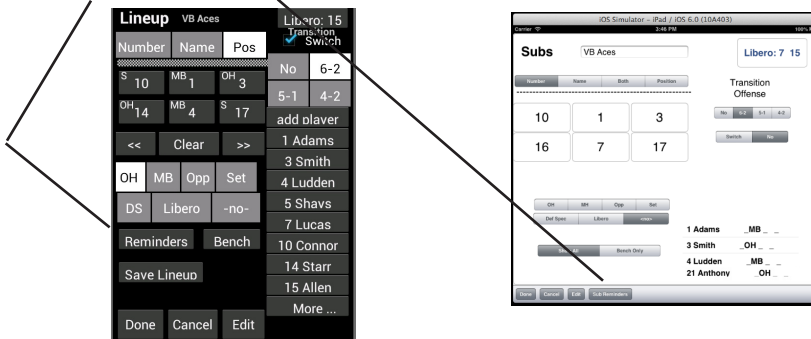 Lineup VB Aces Libero: 15
Transition
Switch
Number Name Pos
No 6-2
5-1 4-2
S 10 MB 1 OH 3
OH 14 MB 4 S 17
<< Clear >>
OH MB Opp Set
DS Libero -no-
Reminders Bench
Save Lineup
Done Cancel Edit
add player
1 Adams
3 Smith
4 Ludden
5 Shavs
7 Lucas
10 Connor
14 Starr
15 Allen
More ...
iOS Simulator - iPad / iOS 6.0 (10A403)
Carrier 3:46 PM 100%
Subs VB Aces Libero: 7 15
Number Name Both Position
Transition
Offense
No 6-2 5-1 4-2
Switch No
10 1 3
16 7 17
OH MH Opp Set
Def Spec Libero
All Bench Only
1 Adams _MB _ _
3 Smith _OH _ _
4 Ludden _MB _ _
21 Anthony _OH _
Done Cancel Edit Sub Reminders